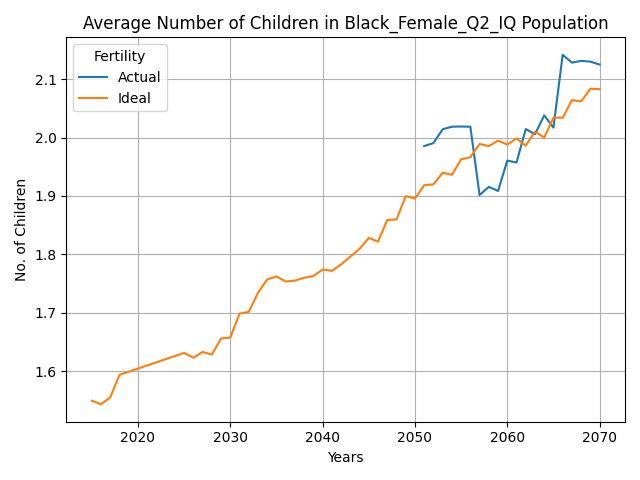 Average Number of Children in Black_Female_Q2_IQ Population
Fertility
Actual
Ideal
No. of Children
2.1
2.0
1.9
1.8
1.7
1.6
2020 2030 2040 2050 2060 2070
Years